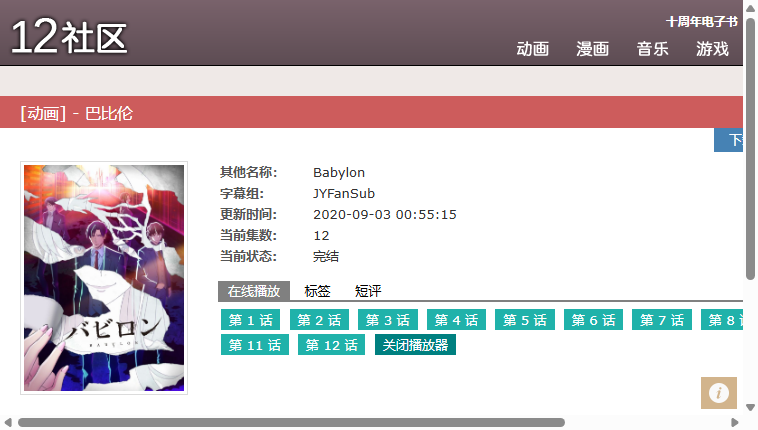 12社区
十周年电子书
动画 漫画 音乐 游戏
[动画] - 巴比伦
下
バビロン
BABYLON
其他名称: Babylon
字幕组: JYFanSub
更新时间: 2020-09-03 00:55:15
当前集数: 12
当前状态: 完结
在线播放 标签 短评
第 1 话 第 2 话 第 3 话 第 4 话 第 5 话 第 6 话 第 7 话 第 8
第 11 话 第 12 话 关闭播放器
i